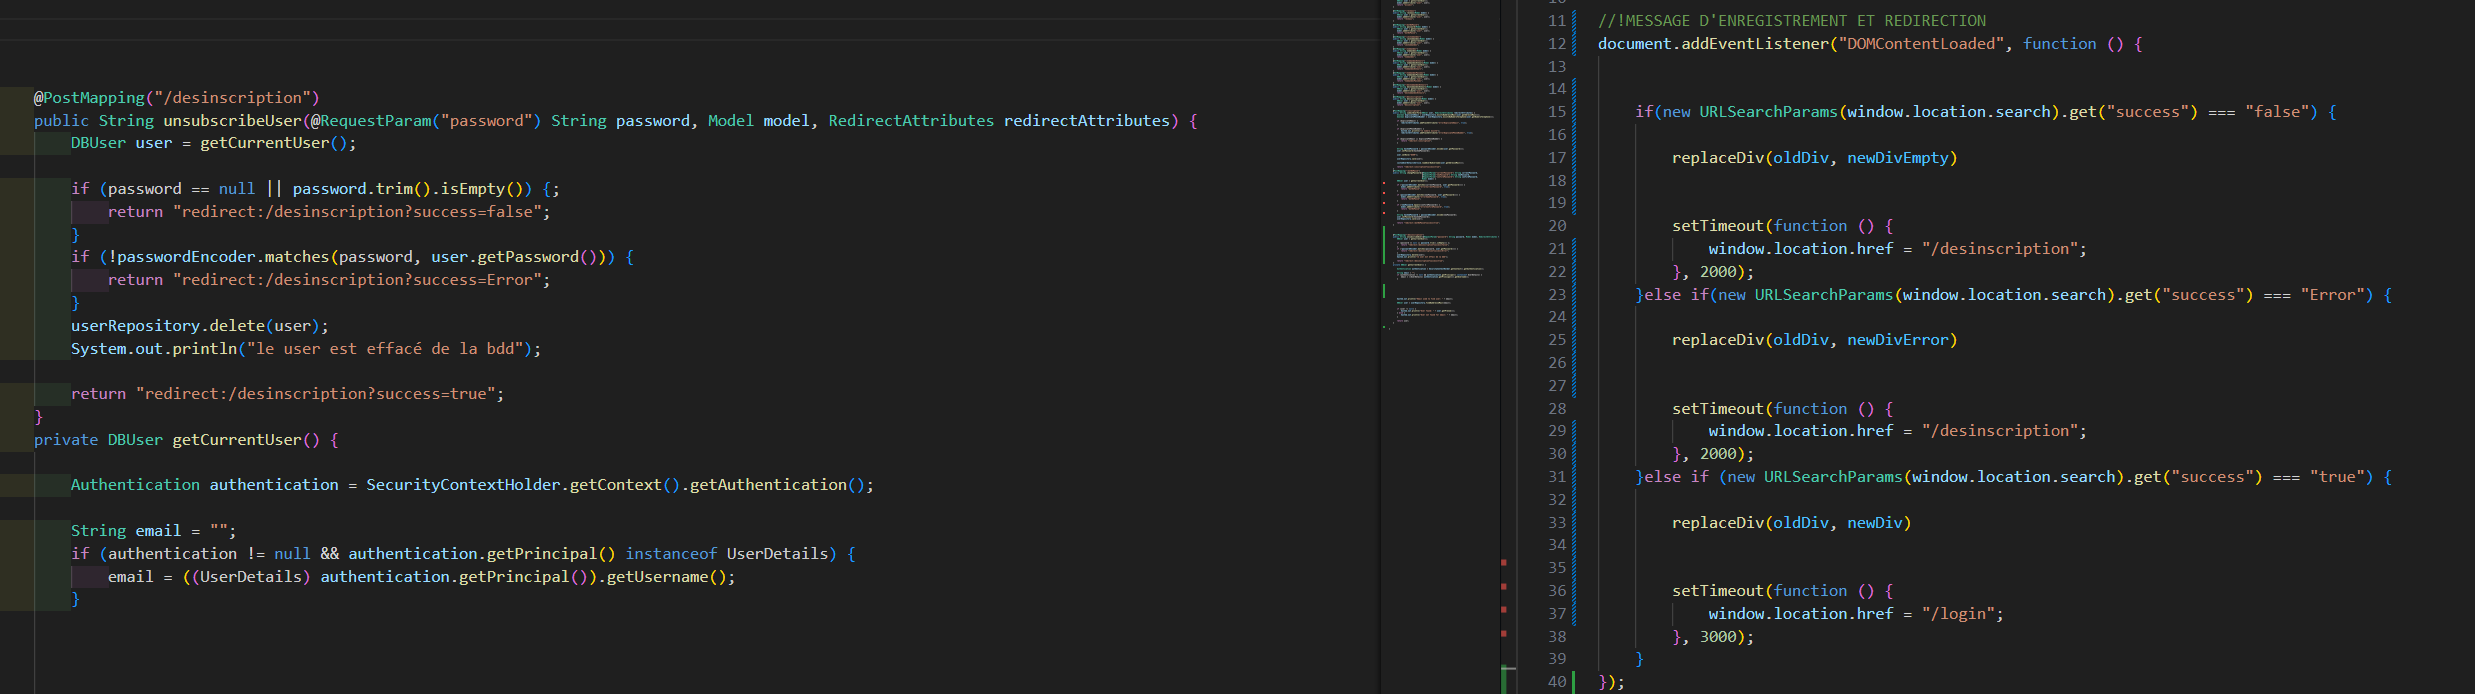 @PostMapping("/desinscription")
public String unsubscribeUser(@RequestParam("password") String password, Model model, RedirectAttributes redirectAttributes) {
DBUser user = getCurrentUser();
if (password == null || password.trim().isEmpty()) {;
return "redirect:/desinscription?success=false";
}
if (!passwordEncoder.matches(password, user.getPassword())) {
return "redirect:/desinscription?success=Error";
}
userRepository.delete(user);
System.out.println("le user est effacé de la bdd");
return "redirect:/desinscription?success=true";
}
private DBUser getCurrentUser() {
Authentication authentication = SecurityContextHolder.getContext().getAuthentication();
String email = "";
if (authentication != null && authentication.getPrincipal() instanceof UserDetails) {
email = ((UserDetails) authentication.getPrincipal()).getUsername();
}
11 //!MESSAGE D'ENREGISTREMENT ET REDIRECTION
12 document.addEventListener("DOMContentLoaded", function () {
13
14
15 if(new URLSearchParams(window.location.search).get("success") === "false") {
16
17 replaceDiv(oldDiv, newDivEmpty)
18
19
20 setTimeout(function () {
21 window.location.href = "/desinscription";
22 }, 2000);
23 }else if(new URLSearchParams(window.location.search).get("success") === "Error") {
24
25 replaceDiv(oldDiv, newDivError)
26
27
28 setTimeout(function () {
29 window.location.href = "/desinscription";
30 }, 2000);
31 }else if (new URLSearchParams(window.location.search).get("success") === "true") {
32
33 replaceDiv(oldDiv, newDiv)
34
35
36 setTimeout(function () {
37 window.location.href = "/login";
38 }, 3000);
39 }
40 });